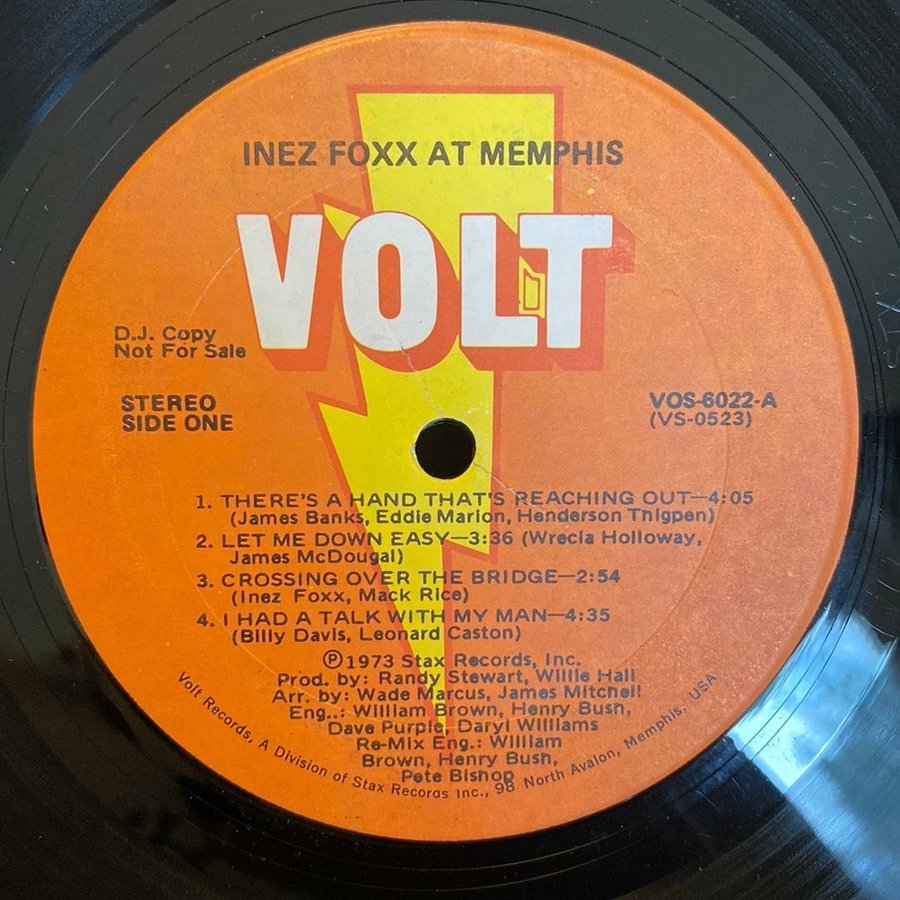 INEZ FOXX AT MEMPHIS
VOLT
D.J. Copy
Not For Sale
STEREO
SIDE ONE
VOS-6022-A
(VS-0523)
1. THERE'S A HAND THAT'S REACHING OUT—4:05
(James Banks, Eddie Marion, Henderson Thigpen)
2. LET ME DOWN EASY—3:36 (Wrecia Holloway,
James McDougal)
3. CROSSING OVER THE BRIDGE—2:54
(Inez Foxx, Mack Rice)
4. I HAD A TALK WITH MY MAN—4:35
(Billy Davis, Leonard Caston)
Ⓟ1973 Stax Records, Inc.
Prod. by: Randy Stewart, Willie Hall
Arr. by: Wade Marcus, James Mitchell
Eng..: William Brown, Henry Bush,
Dave Purple, Daryl Williams
Re-Mix Eng.: William
Brown, Henry Bush,
Pete Bishop
Volt Records, A Division of Stax Records Inc., 98 North Avalon, Memphis, USA